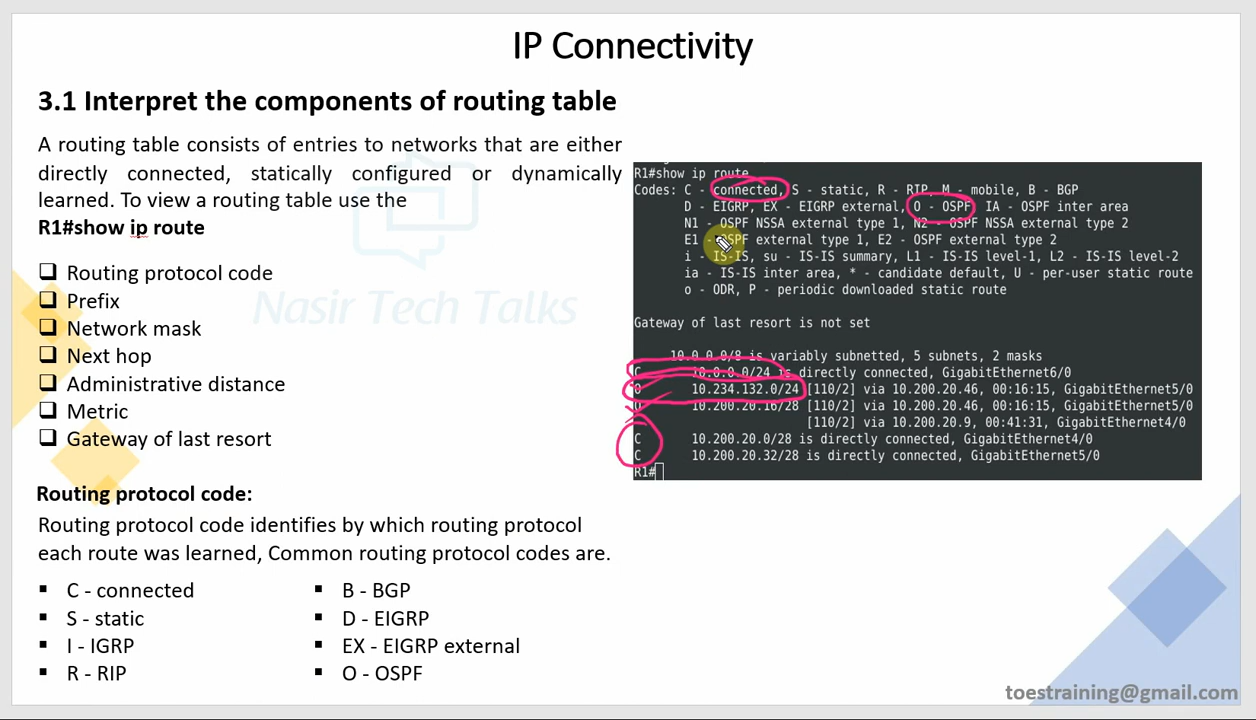 IP Connectivity
3.1 Interpret the components of routing table
A routing table consists of entries to networks that are either
directly connected, statically configured or dynamically
learned. To view a routing table use the
R1#show ip route
Routing protocol code
Prefix
Network mask
Next hop
Administrative distance
Metric
Gateway of last resort
Nasir Tech Talks
Routing protocol code:
Routing protocol code identifies by which routing protocol
each route was learned, Common routing protocol codes are.
C - connected
S - static
I - IGRP
R - RIP
B - BGP
D - EIGRP
EX - EIGRP external
O - OSPF
R1#show ip route
Codes: C - connected, S - static, R - RIP, M - mobile, B - BGP
D - EIGRP, EX - EIGRP external, O - OSPF, IA - OSPF inter area
N1 - OSPF NSSA external type 1, N2 - OSPF NSSA external type 2
E1 - OSPF external type 1, E2 - OSPF external type 2
i - IS-IS, su - IS-IS summary, L1 - IS-IS level-1, L2 - IS-IS level-2
ia - IS-IS inter area, * - candidate default, U - per-user static route
o - ODR, P - periodic downloaded static route
Gateway of last resort is not set
10.0.0.0/8 is variably subnetted, 5 subnets, 2 masks
C 10.0.0.0/24 is directly connected, GigabitEthernet6/0
O 10.234.132.0/24 [110/2] via 10.200.20.46, 00:16:15, GigabitEthernet5/0
O 10.200.20.16/28 [110/2] via 10.200.20.46, 00:16:15, GigabitEthernet5/0
[110/2] via 10.200.20.9, 00:41:31, GigabitEthernet4/0
C 10.200.20.0/28 is directly connected, GigabitEthernet4/0
C 10.200.20.32/28 is directly connected, GigabitEthernet5/0
R1#
toestraining@gmail.com